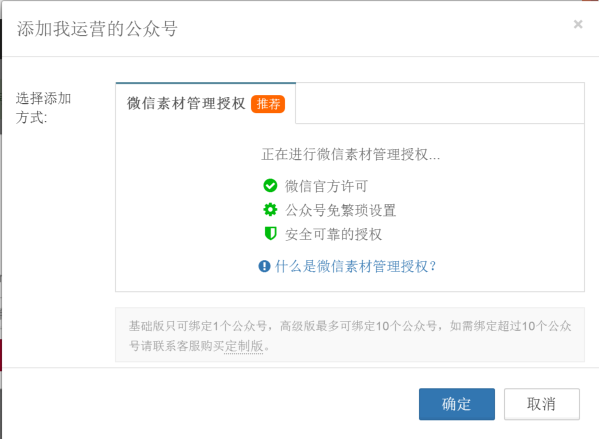 添加我运营的公众号
×
选择添加
方式:
微信素材管理授权 推荐
正在进行微信素材管理授权...
微信官方许可
公众号免繁琐设置
安全可靠的授权
什么是微信素材管理授权?
基础版只可绑定1个公众号，高级版最多可绑定10个公众号，如需绑定超过10个公众
号请联系客服购买定制版。
确定 取消